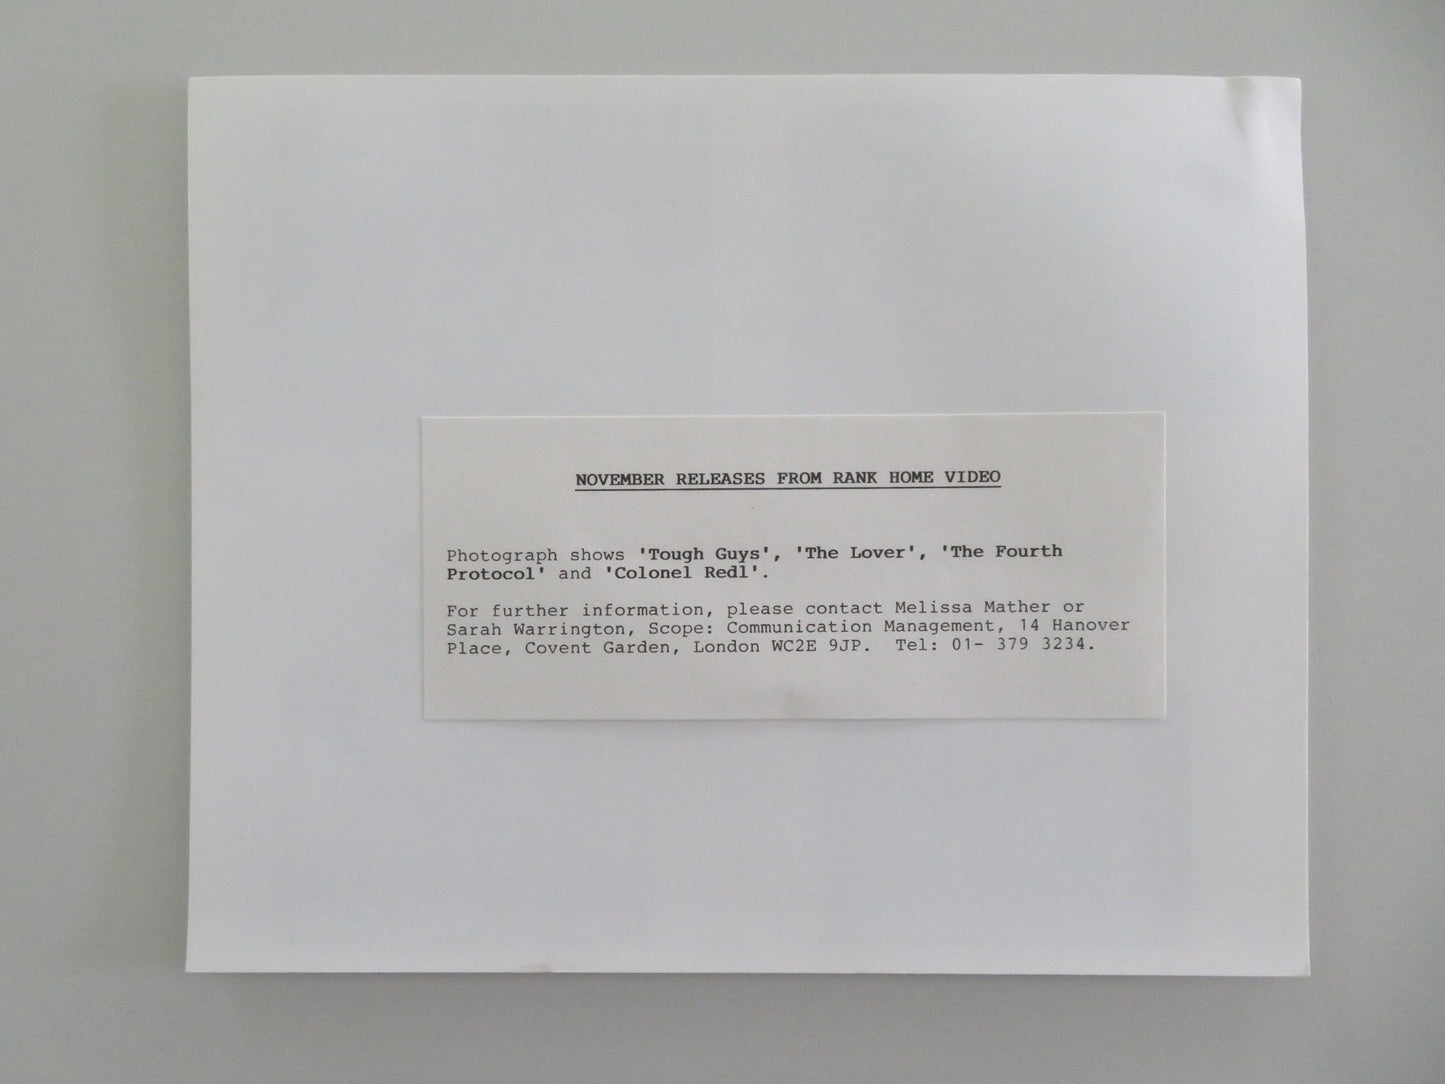 NOVEMBER RELEASES FROM RANK HOME VIDEO
Photograph shows 'Tough Guys', 'The Lover', 'The Fourth
Protocol' and 'Colonel Redl'.
For further information, please contact Melissa Mather or
Sarah Warrington, Scope: Communication Management, 14 Hanover
Place, Covent Garden, London WC2E 9JP.  Tel: 01- 379 3234.